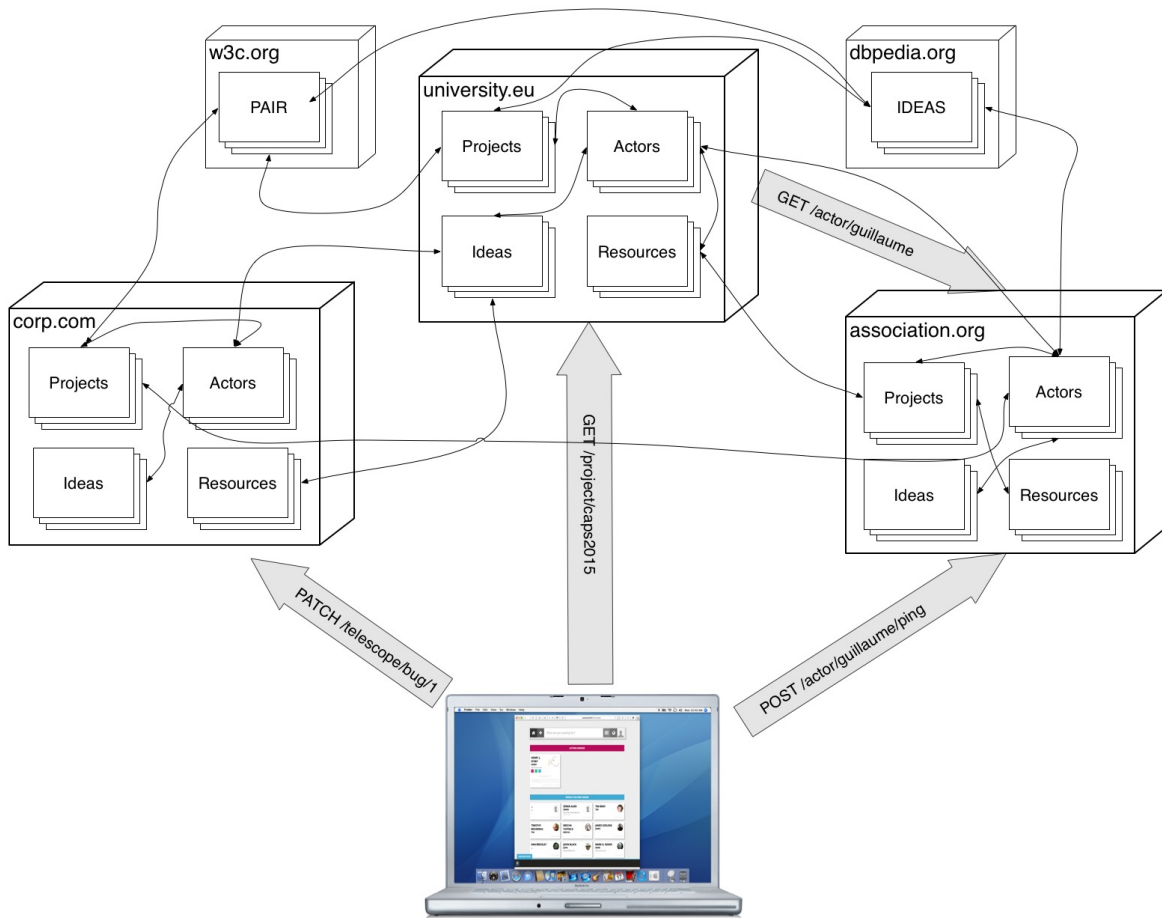 w3c.org
PAIR
university.eu
Projects
Actors
Ideas
Resources
dbpedia.org
IDEAS
GET /actor/guillaume
corp.com
Projects
Actors
Ideas
Resources
association.org
Projects
Actors
Ideas
Resources
GET /project/caps2015
PATCH /telescope/bug/1
POST /actor/guillaume/ping